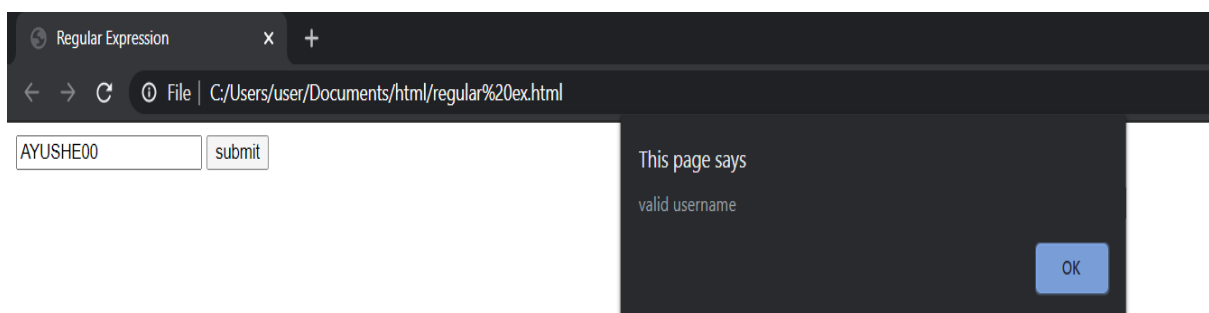 Regular Expression
File | C:/Users/user/Documents/html/regular%20ex.html
AYUSHE00 submit
This page says
valid username
OK